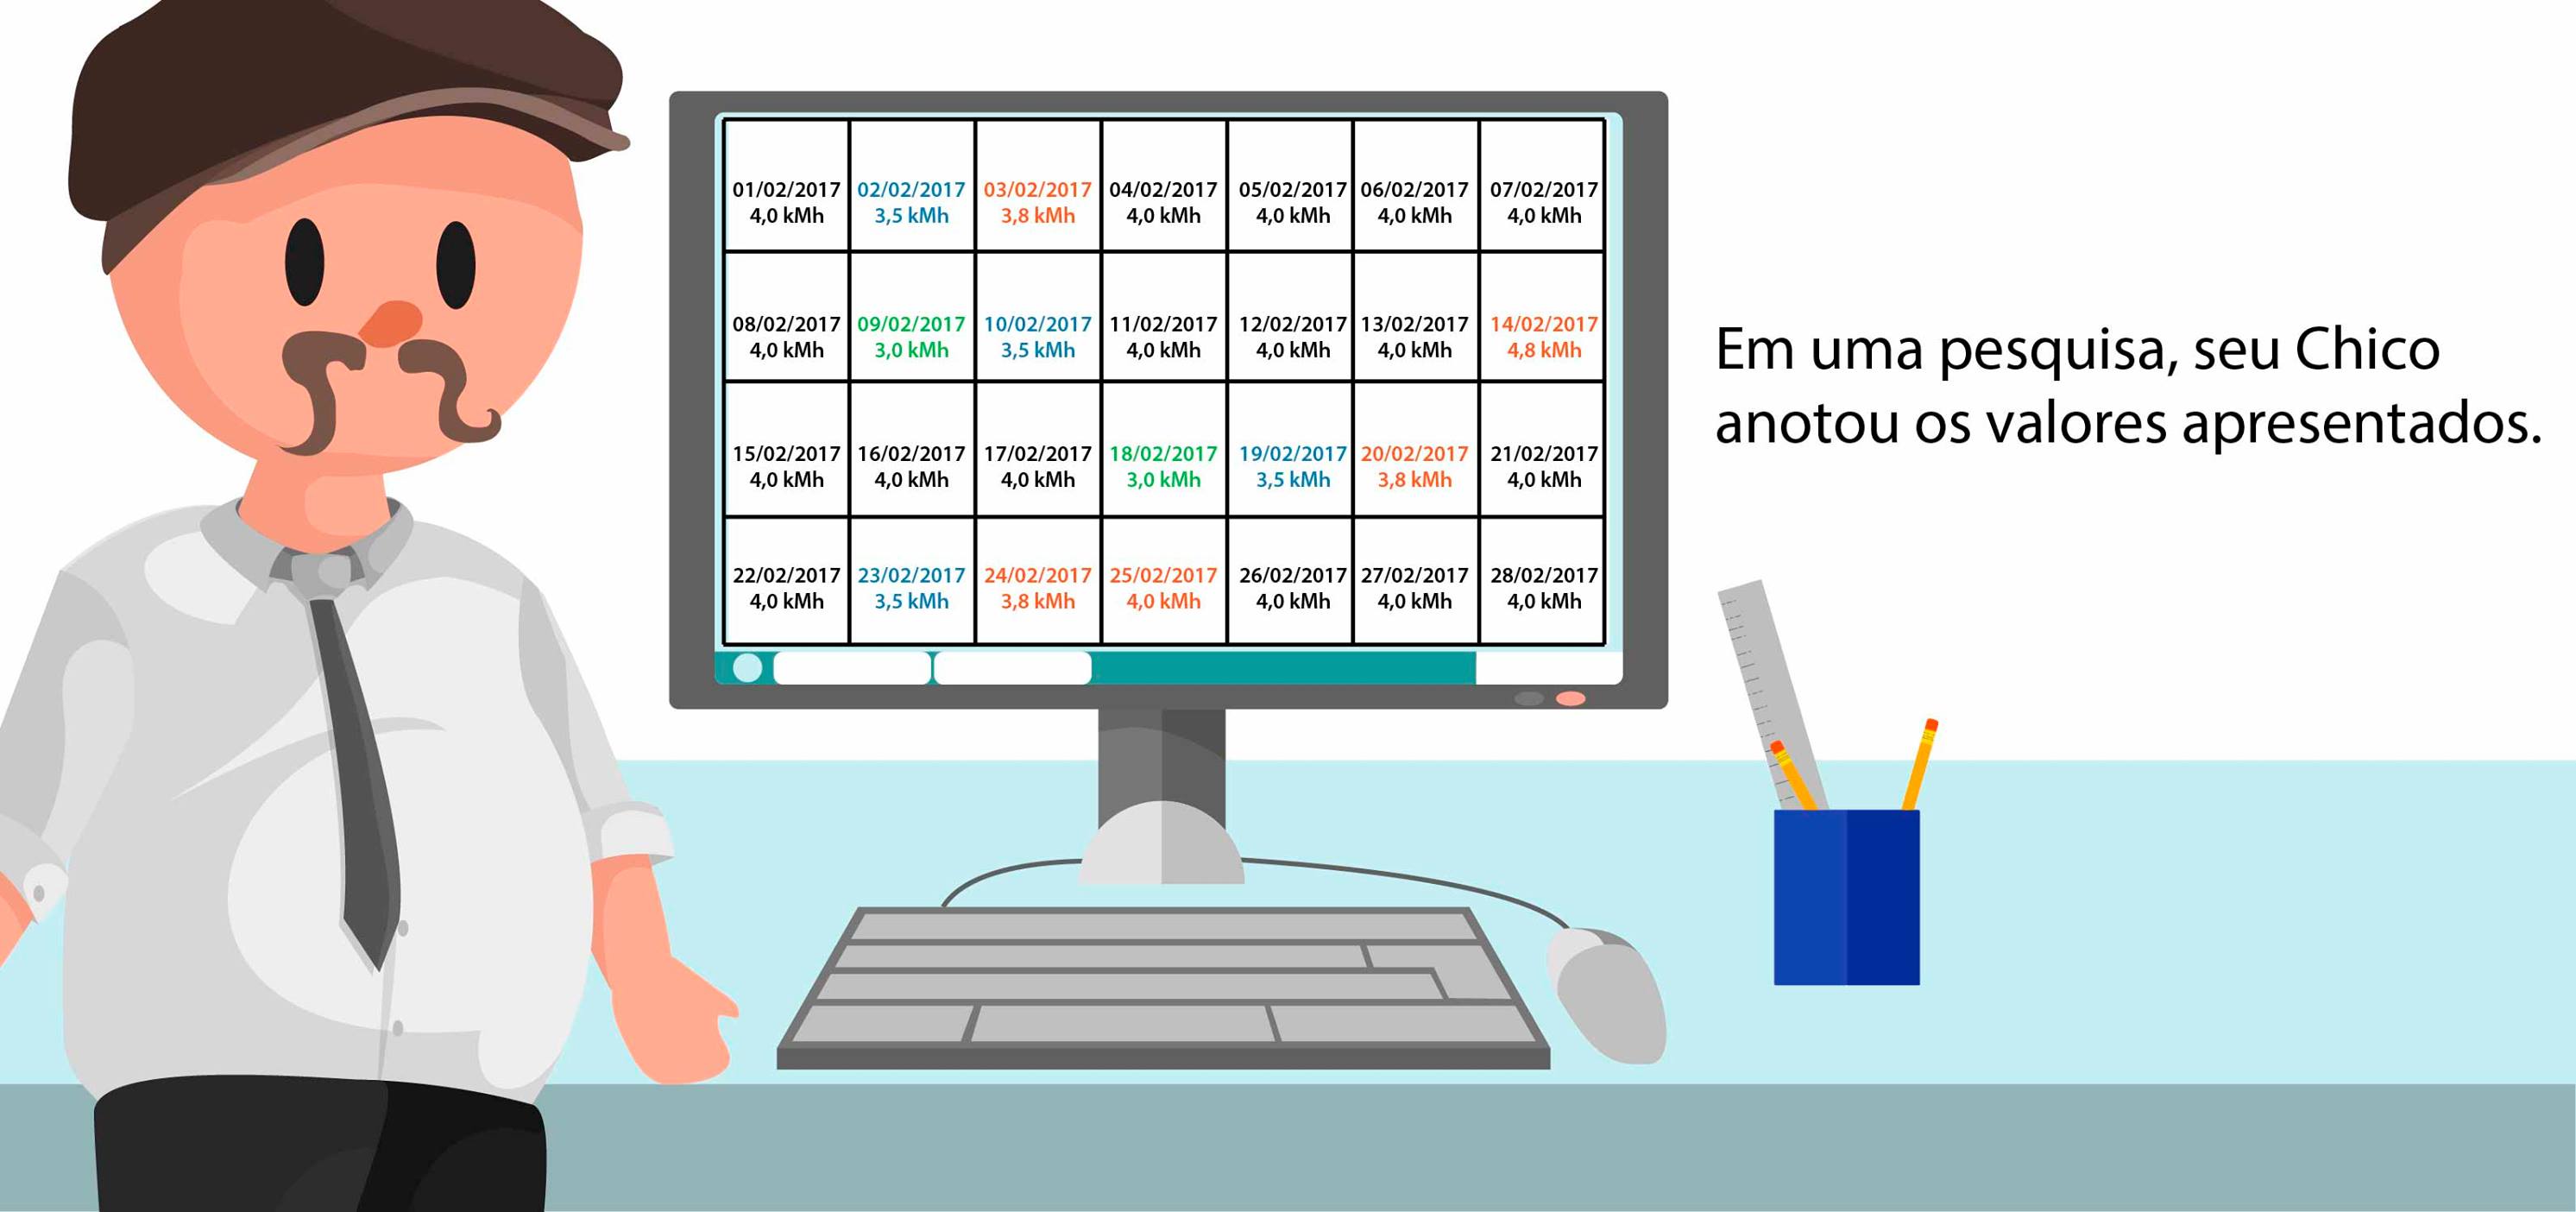 01/02/2017 02/02/2017 03/02/2017 04/02/2017 05/02/2017 06/02/2017 07/02/2017
4,0 kMh 3,5 kMh 3,8 kMh 4,0 kMh 4,0 kMh 4,0 kMh 4,0 kMh
08/02/2017 09/02/2017 10/02/2017 11/02/2017 12/02/2017 13/02/2017 14/02/2017
4,0 kMh 3,0 kMh 3,5 kMh 4,0 kMh 4,0 kMh 4,0 kMh 4,8 kMh
15/02/2017 16/02/2017 17/02/2017 18/02/2017 19/02/2017 20/02/2017 21/02/2017
4,0 kMh 4,0 kMh 4,0 kMh 3,0 kMh 3,5 kMh 3,8 kMh 4,0 kMh
22/02/2017 23/02/2017 24/02/2017 25/02/2017 26/02/2017 27/02/2017 28/02/2017
4,0 kMh 3,5 kMh 3,8 kMh 4,0 kMh 4,0 kMh 4,0 kMh 4,0 kMh
Em uma pesquisa, seu Chico
anotou os valores apresentados.